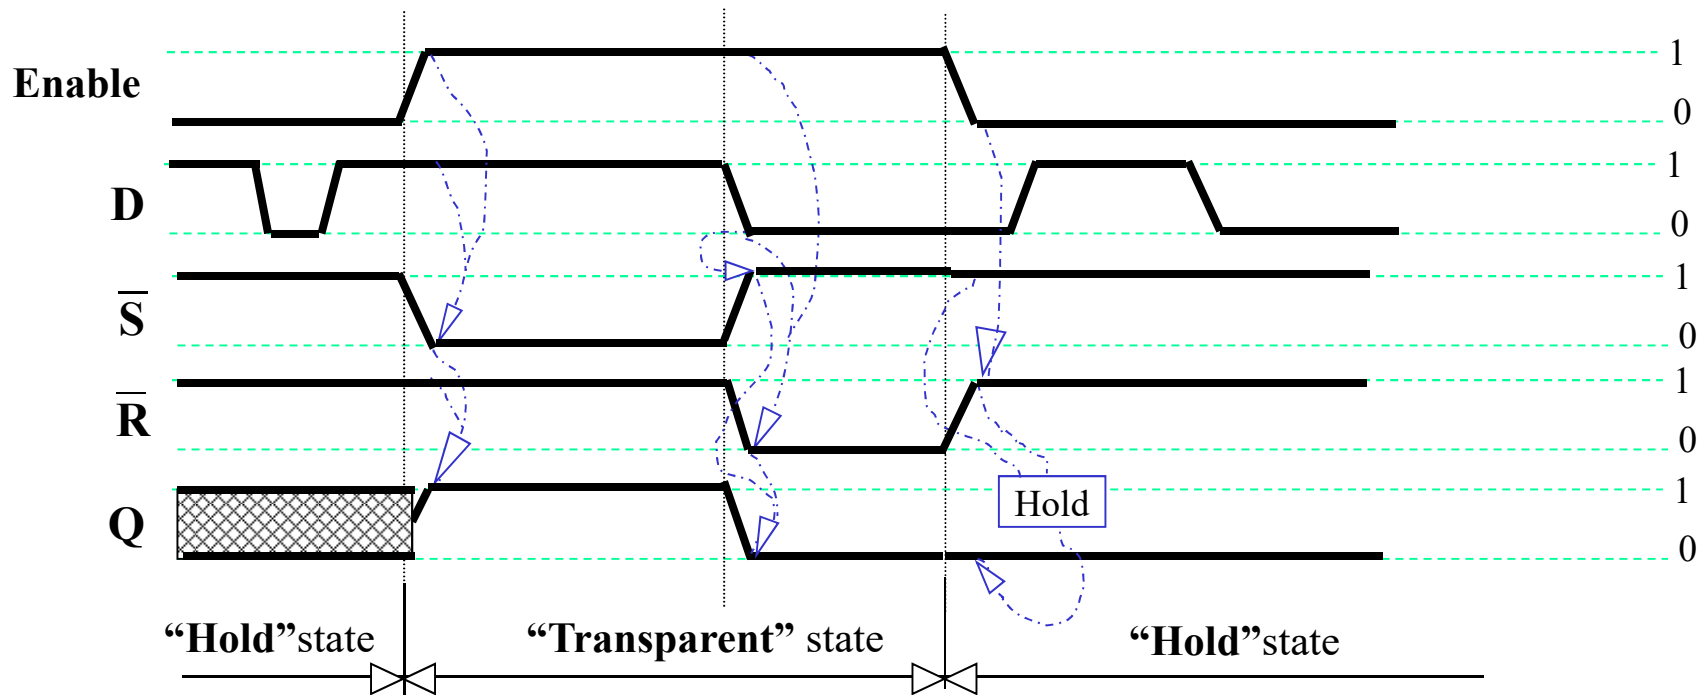 1
Enable
0
1
D
0
1
S̅
0
1
R̅
0
Hold
1
Q
0
“Hold”state “Transparent” state “Hold”state